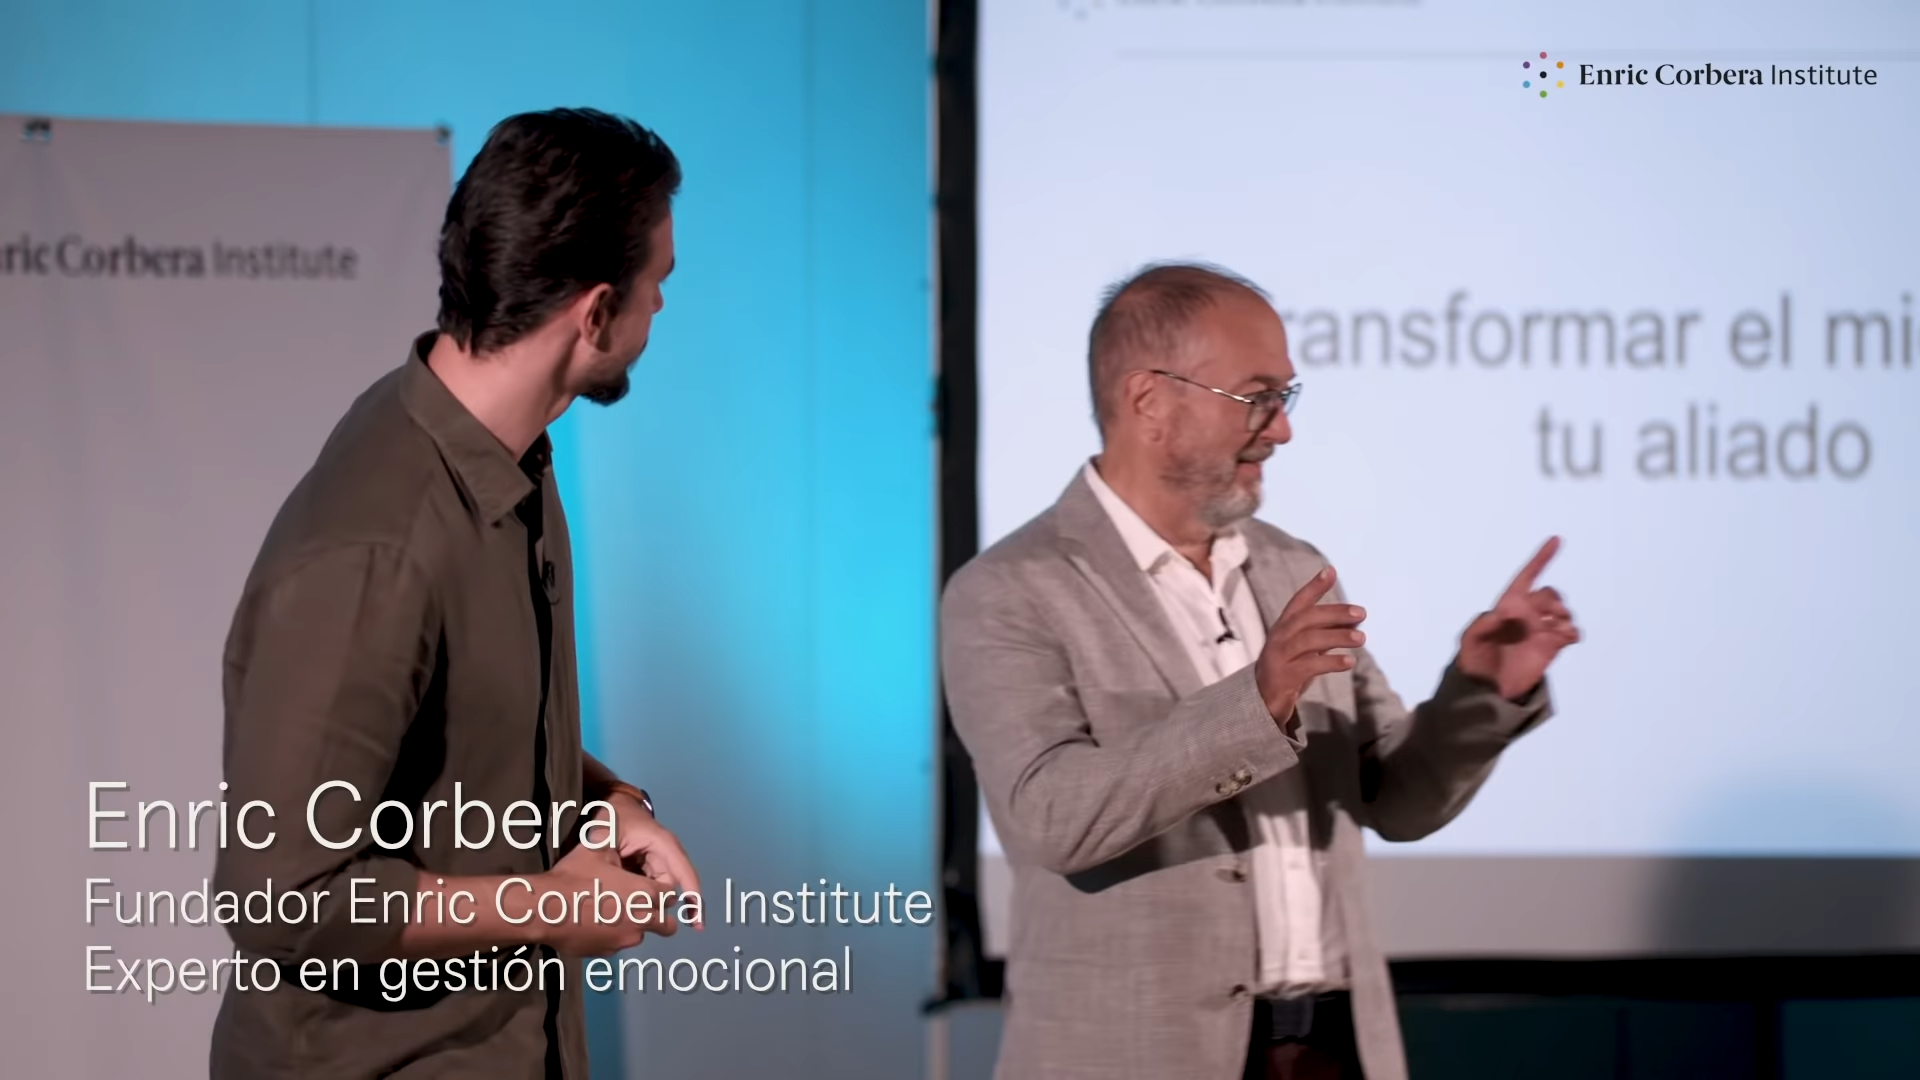 Enric Corbera Institute
ric Corbera Institute
ransformar el mi
tu aliado
Enric Corbera
Fundador Enric Corbera Institute
Experto en gestión emocional